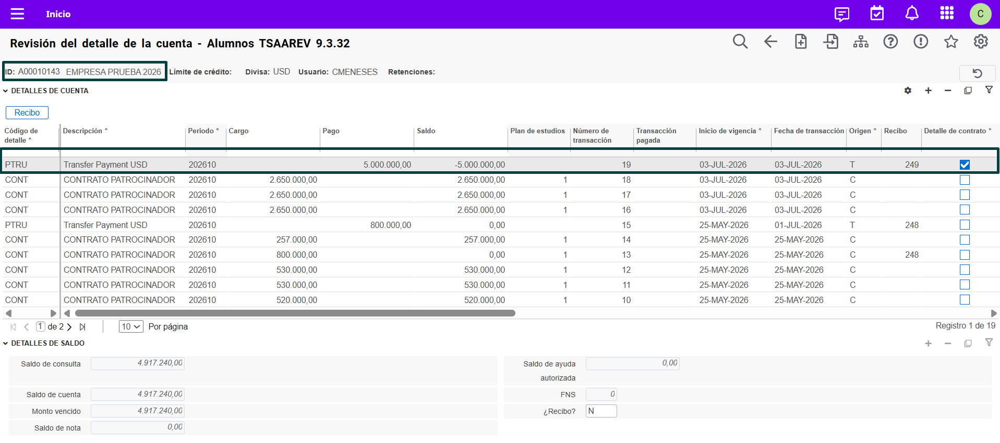 Inicio
C
Revisión del detalle de la cuenta - Alumnos TSAAREV 9.3.32
ID: A00010143 EMPRESA PRUEBA 2026 Límite de crédito: Divisa: USD Usuario: CMENESES Retenciones:
DETALLES DE CUENTA
Recibo
Código de detalle * Descripción * Periodo * Cargo Pago Saldo Plan de estudios Número de transacción Transacción pagada Inicio de vigencia * Fecha de transacción Origen * Recibo Detalle de contrato *
PTRU Transfer Payment USD 202610 5.000.000,00 -5.000.000,00 19 03-JUL-2026 03-JUL-2026 T 249
CONT CONTRATO PATROCINADOR 202610 2.650.000,00 2.650.000,00 1 18 03-JUL-2026 03-JUL-2026 C
CONT CONTRATO PATROCINADOR 202610 2.650.000,00 2.650.000,00 1 17 03-JUL-2026 03-JUL-2026 C
CONT CONTRATO PATROCINADOR 202610 2.650.000,00 2.650.000,00 1 16 03-JUL-2026 03-JUL-2026 C
PTRU Transfer Payment USD 202610 800.000,00 0,00 15 25-MAY-2026 01-JUL-2026 T 248
CONT CONTRATO PATROCINADOR 202610 257.000,00 257.000,00 1 14 25-MAY-2026 25-MAY-2026 C
CONT CONTRATO PATROCINADOR 202610 800.000,00 0,00 1 13 25-MAY-2026 25-MAY-2026 C 248
CONT CONTRATO PATROCINADOR 202610 530.000,00 530.000,00 1 12 25-MAY-2026 25-MAY-2026 C
CONT CONTRATO PATROCINADOR 202610 530.000,00 530.000,00 1 11 25-MAY-2026 25-MAY-2026 C
CONT CONTRATO PATROCINADOR 202610 520.000,00 520.000,00 1 10 25-MAY-2026 25-MAY-2026 C
1 de 2 10 Por página Registro 1 de 19
DETALLES DE SALDO
Saldo de consulta 4.917.240,00 Saldo de ayuda autorizada 0,00
Saldo de cuenta 4.917.240,00 FNS 0
Monto vencido 4.917.240,00 ¿Recibo? N
Saldo de nota 0,00